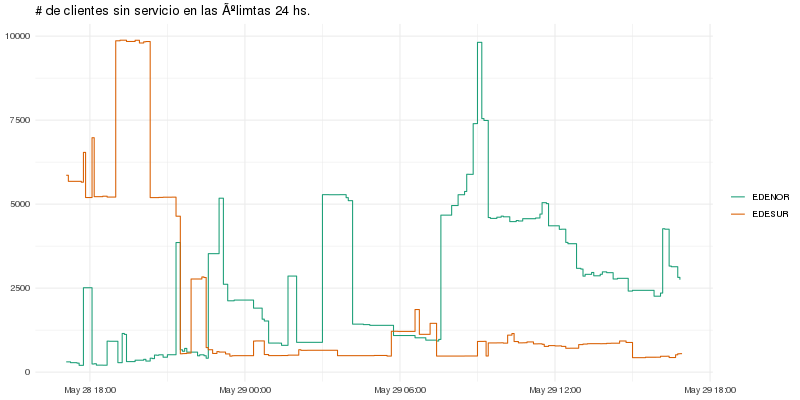 # de clientes sin servicio en las Ãºlimtas 24 hs.
10000
7500
5000
2500
0
May 28 18:00
May 29 00:00
May 29 06:00
May 29 12:00
May 29 18:00
EDENOR
EDESUR